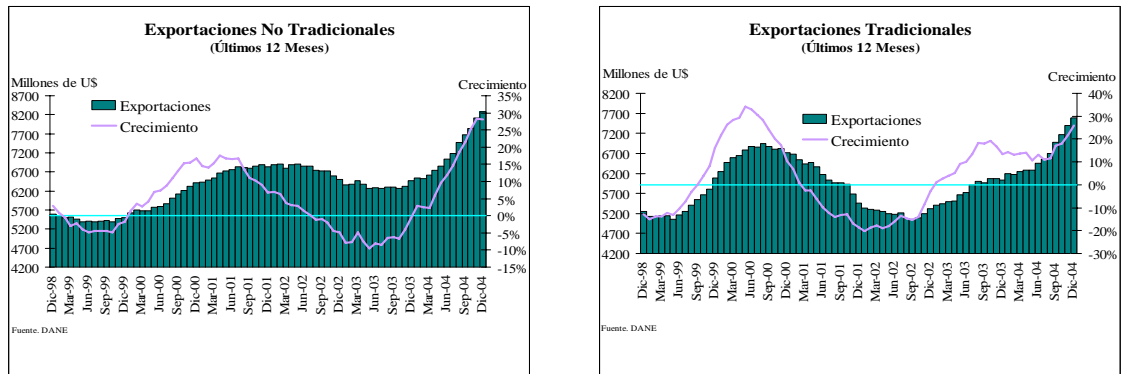 Exportaciones No Tradicionales
(Últimos 12 Meses)
Millones de U$
Crecimiento
8700
8200
7700
7200
6700
6200
5700
5200
4700
4200
Exportaciones
Crecimiento
35%
30%
25%
20%
15%
10%
5%
0%
-5%
-10%
-15%
Dic-98
Mar-99
Jun-99
Sep-99
Dic-99
Mar-00
Jun-00
Sep-00
Dic-00
Mar-01
Jun-01
Sep-01
Dic-01
Mar-02
Jun-02
Sep-02
Dic-02
Mar-03
Jun-03
Sep-03
Dic-03
Mar-04
Jun-04
Sep-04
Dic-04
Fuente. DANE
Exportaciones Tradicionales
(Últimos 12 Meses)
Millones de U$
Crecimiento
8200
7700
7200
6700
6200
5700
5200
4700
4200
Exportaciones
Crecimiento
40%
30%
20%
10%
0%
-10%
-20%
-30%
Dic-98
Mar-99
Jun-99
Sep-99
Dic-99
Mar-00
Jun-00
Sep-00
Dic-00
Mar-01
Jun-01
Sep-01
Dic-01
Mar-02
Jun-02
Sep-02
Dic-02
Mar-03
Jun-03
Sep-03
Dic-03
Mar-04
Jun-04
Sep-04
Dic-04
Fuente. DANE